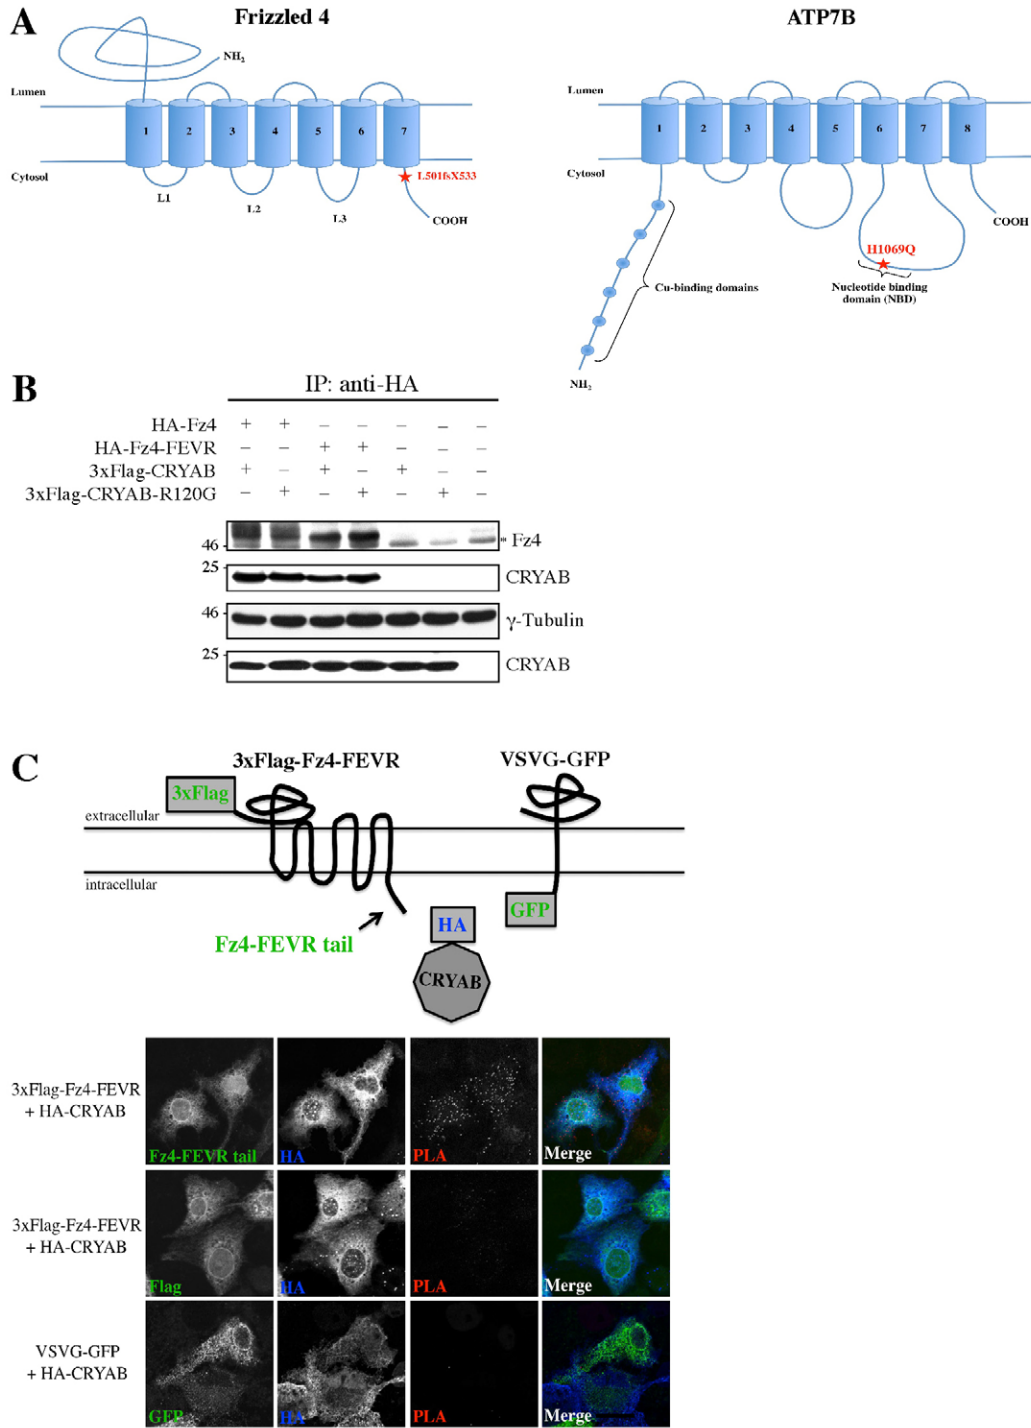 A
Frizzled 4
ATP7B
NH2
Lumen
1 2 3 4 5 6 7
Cytosol
L501fsX533
L1
L2
L3
COOH
Lumen
1 2 3 4 5 6 7 8
Cytosol
COOH
H1069Q
Cu-binding domains
Nucleotide binding
domain (NBD)
NH2
B
IP: anti-HA
HA-Fz4 + + – – – – –
HA-Fz4-FEVR – – + + – – –
3xFlag-CRYAB + – + – + – –
3xFlag-CRYAB-R120G – + – + – + –
46 * Fz4
25 CRYAB
46 γ-Tubulin
25 CRYAB
C
3xFlag-Fz4-FEVR
VSVG-GFP
3xFlag
extracellular
intracellular
GFP
HA
Fz4-FEVR tail
CRYAB
3xFlag-Fz4-FEVR
+ HA-CRYAB
Fz4-FEVR tail HA PLA Merge
3xFlag-Fz4-FEVR
+ HA-CRYAB
Flag HA PLA Merge
VSVG-GFP
+ HA-CRYAB
GFP HA PLA Merge